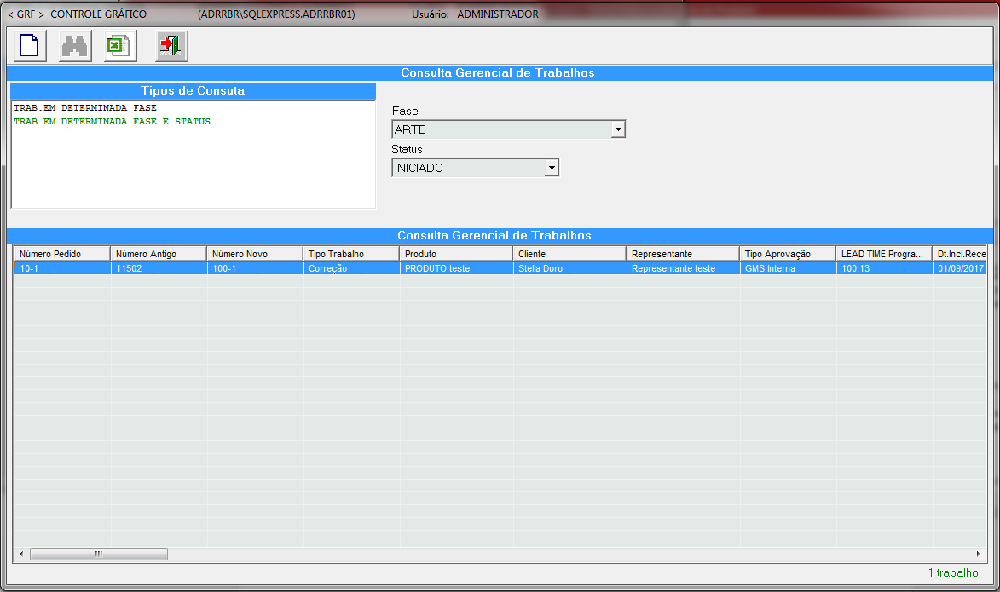 < GRF > CONTROLE GRÁFICO (ADRRBR\SQLEXPRESS.ADRRBR01) Usuário: ADMINISTRADOR
Consulta Gerencial de Trabalhos
Tipos de Consuta
TRAB.EM DETERMINADA FASE
TRAB.EM DETERMINADA FASE E STATUS
Fase
ARTE
Status
INICIADO
Consulta Gerencial de Trabalhos
Número Pedido Número Antigo Número Novo Tipo Trabalho Produto Cliente Representante Tipo Aprovação LEAD TIME Progra... Dt.Incl.Rece
10-1 11502 100-1 Correção PRODUTO teste Stella Doro Representante teste GMS Interna 100:13 01/09/2017
1 trabalho